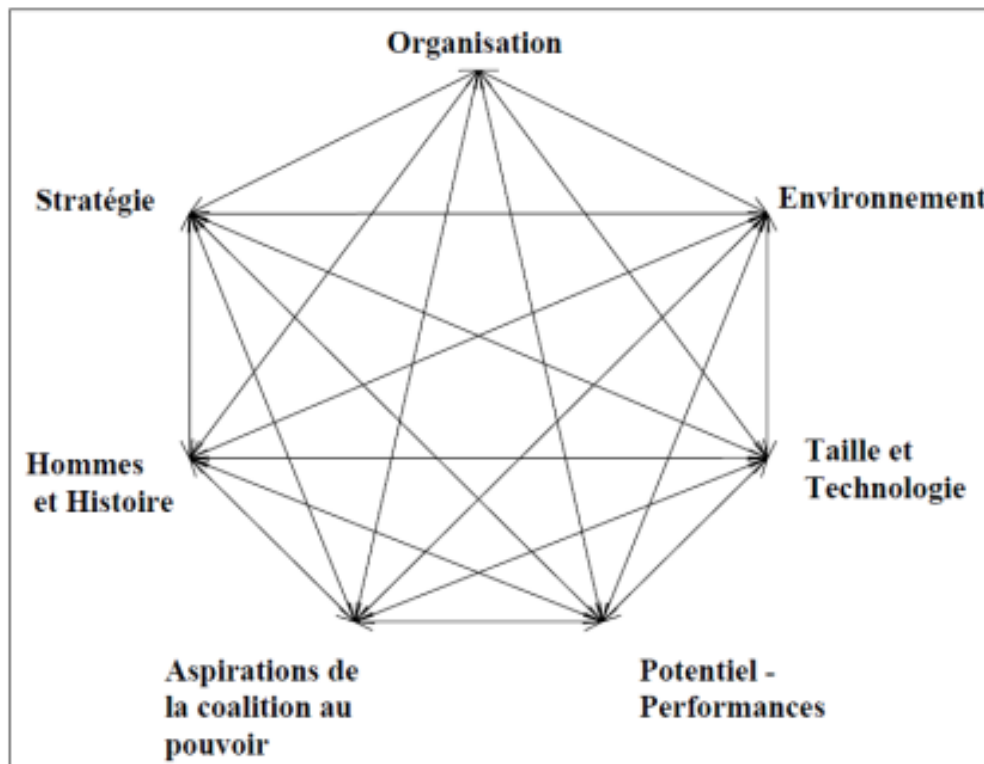 Organisation
Stratégie
Environnement
Hommes
et Histoire
Taille et
Technologie
Aspirations de
la coalition au
pouvoir
Potentiel -
Performances